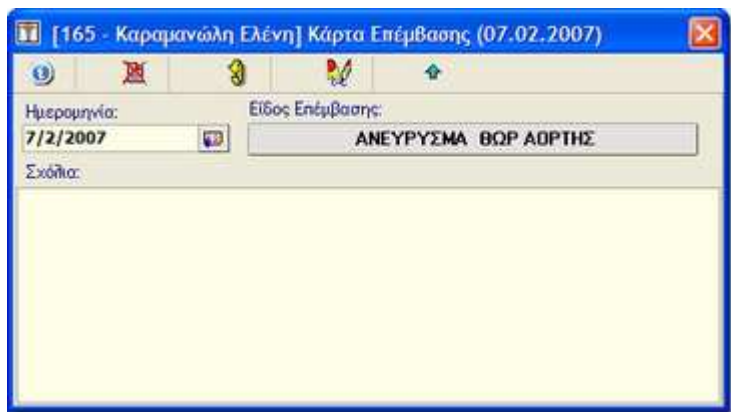 [165 - Καραμανώλη Ελένη] Κάρτα Επέμβασης (07.02.2007)
Ημερομηνία: Είδος Επέμβασης:
7/2/2007 ΑΝΕΥΡΥΣΜΑ ΘΩΡ ΑΟΡΤΗΣ
Σχόλια: